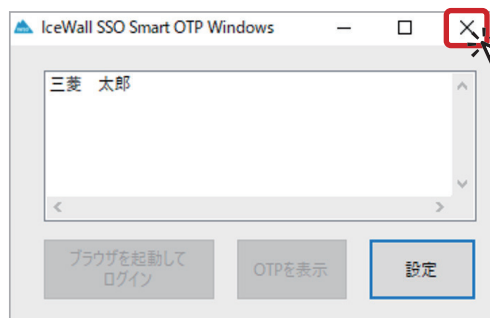 IceWall SSO Smart OTP Windows
三菱　太郎
ブラウザを起動して
ログイン
OTPを表示
設定